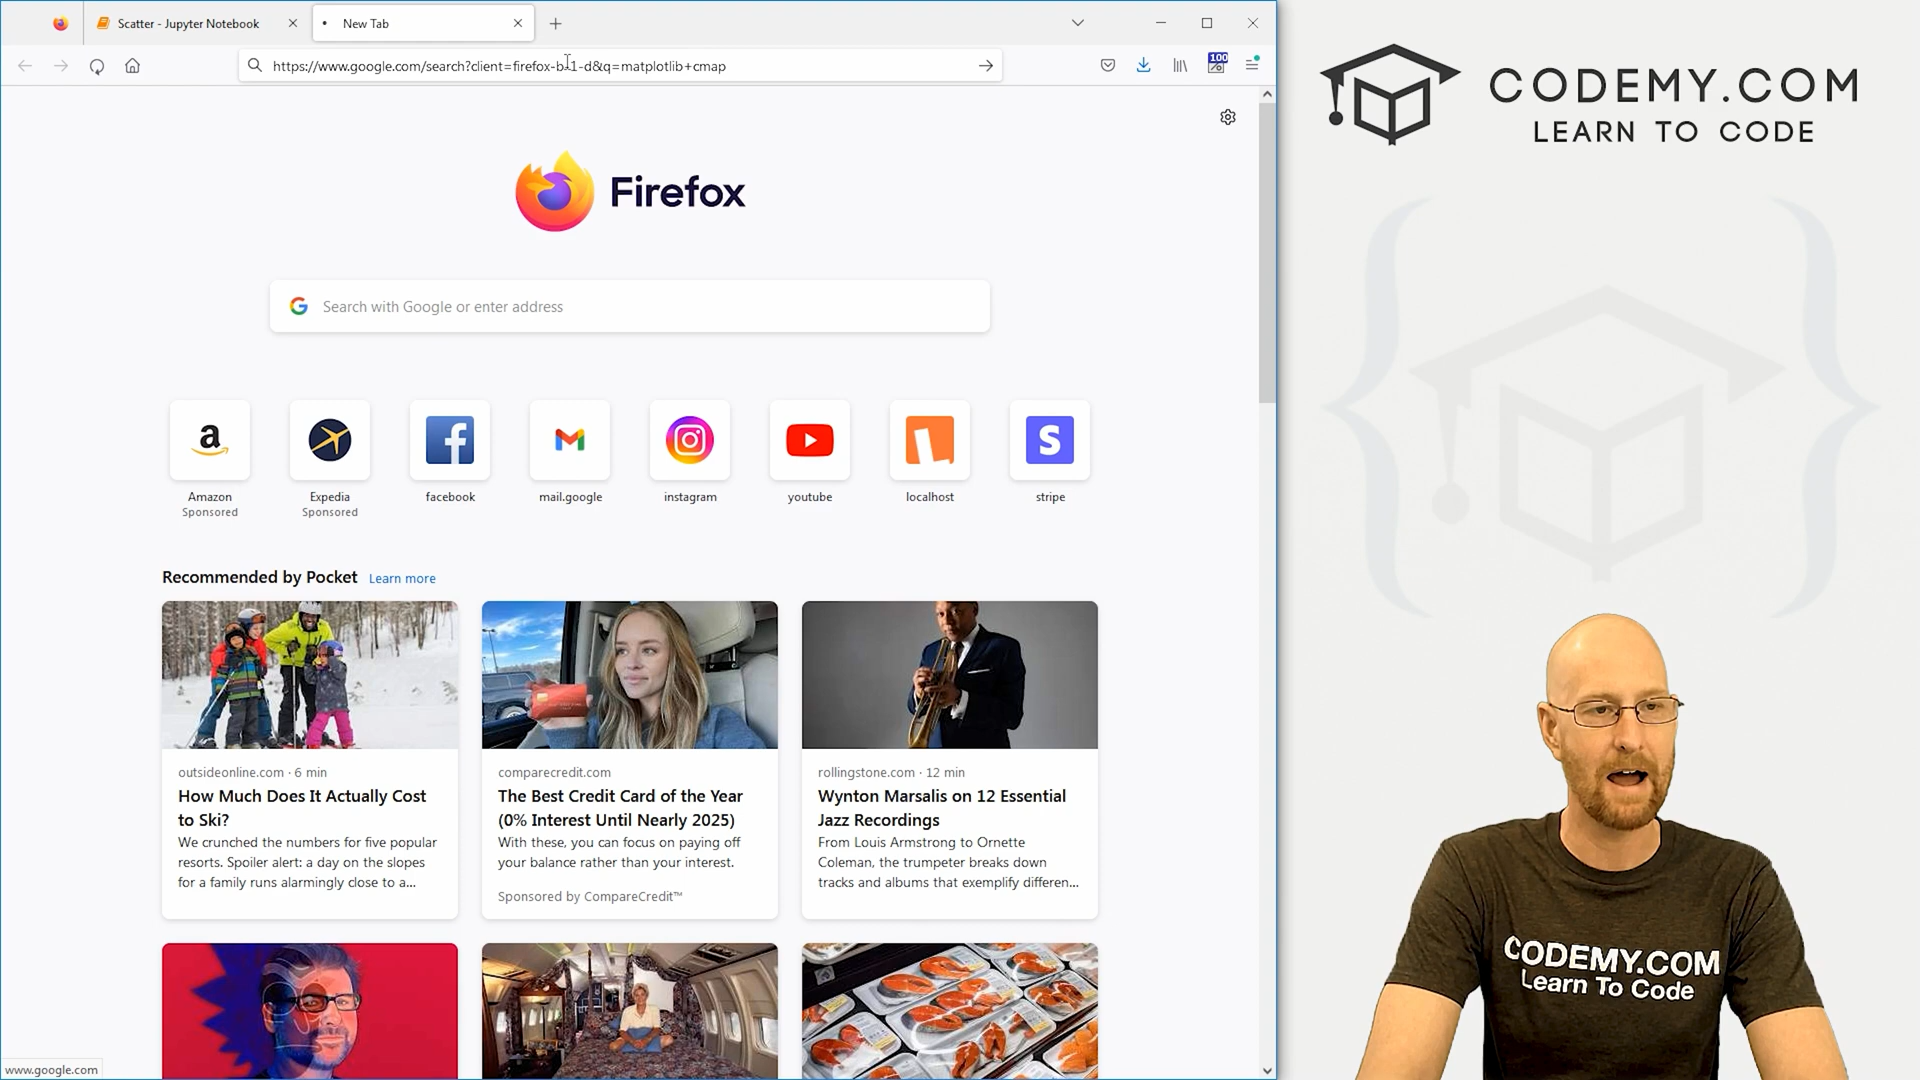 Scatter - Jupyter Notebook
New Tab
https://www.google.com/search?client=firefox-b-1-d&q=matplotlib+cmap
100
Firefox
Search with Google or enter address
Amazon
Sponsored
Expedia
Sponsored
facebook
mail.google
instagram
youtube
localhost
stripe
Recommended by Pocket Learn more
outsideonline.com · 6 min
How Much Does It Actually Cost
to Ski?
We crunched the numbers for five popular
resorts. Spoiler alert: a day on the slopes
for a family runs alarmingly close to a...
comparecredit.com
The Best Credit Card of the Year
(0% Interest Until Nearly 2025)
With these, you can focus on paying off
your balance rather than your interest.
Sponsored by CompareCredit™
rollingstone.com · 12 min
Wynton Marsalis on 12 Essential
Jazz Recordings
From Louis Armstrong to Ornette
Coleman, the trumpeter breaks down
tracks and albums that exemplify differen...
www.google.com
CODEMY.COM
LEARN TO CODE
CODEMY.COM
Learn To Code